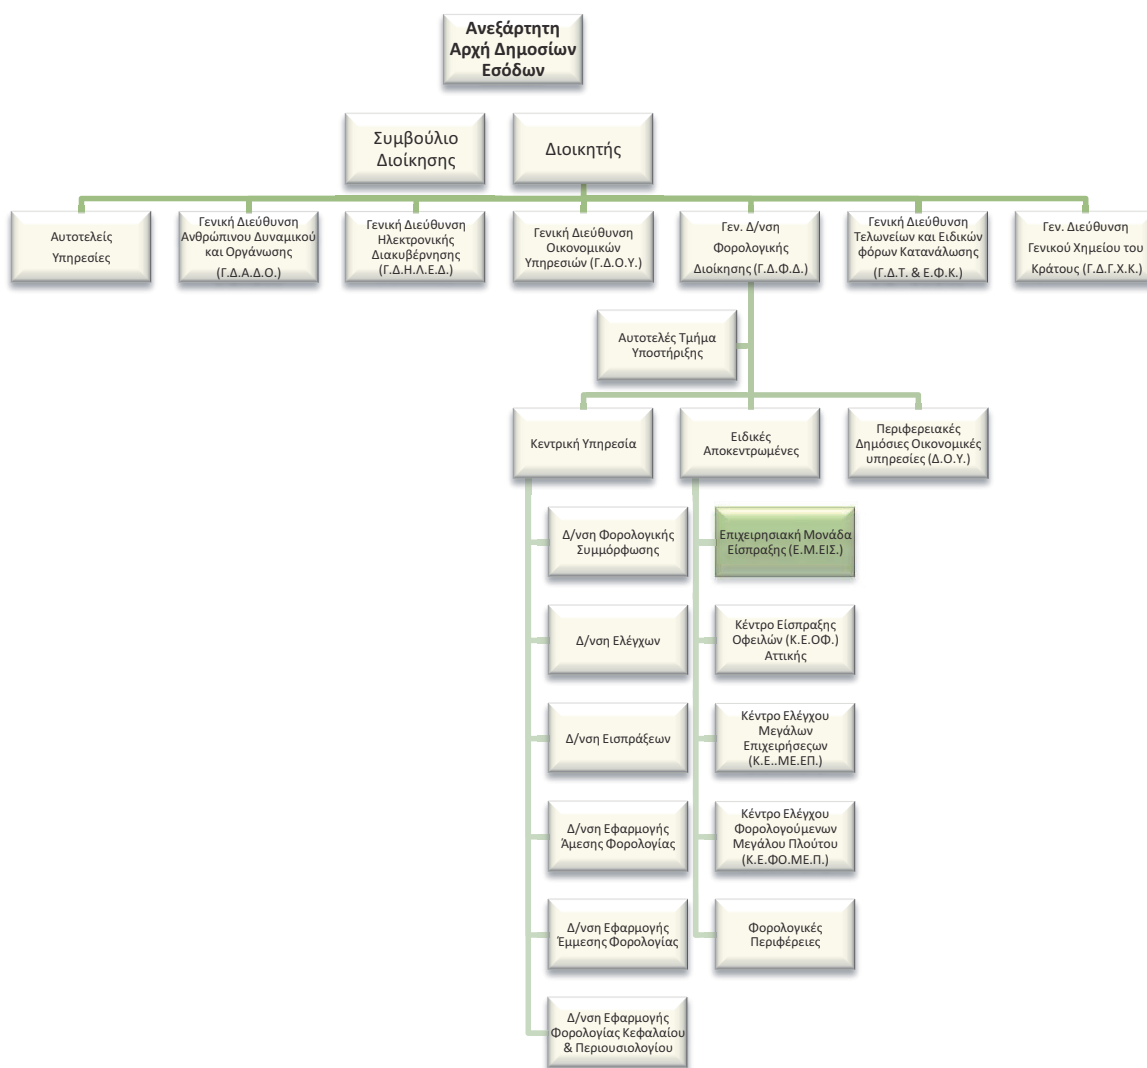 Ανεξάρτητη
Αρχή Δημοσίων
Εσόδων
Συμβούλιο
Διοίκησης
Διοικητής
Αυτοτελείς
Υπηρεσίες
Γενική Διεύθυνση
Ανθρώπινου Δυναμικού
και Οργάνωσης
(Γ.Δ.Α.Δ.Ο.)
Γενική Διεύθυνση
Ηλεκτρονικής
Διακυβέρνησης
(Γ.Δ.Η.Λ.Ε.Δ.)
Γενική Διεύθυνση
Οικονομικών
Υπηρεσιών (Γ.Δ.Ο.Υ.)
Γεν. Δ/νση
Φορολογικής
Διοίκησης (Γ.Δ.Φ.Δ.)
Γενική Διεύθυνση
Τελωνείων και Ειδικών
φόρων Κατανάλωσης
(Γ.Δ.Τ. & Ε.Φ.Κ.)
Γεν. Διεύθυνση
Γενικού Χημείου του
Κράτους (Γ.Δ.Γ.Χ.Κ.)
Αυτοτελές Τμήμα
Υποστήριξης
Κεντρική Υπηρεσία
Ειδικές
Αποκεντρωμένες
Περιφερειακές
Δημόσιες Οικονομικές
υπηρεσίες (Δ.Ο.Υ.)
Δ/νση Φορολογικής
Συμμόρφωσης
Δ/νση Ελέγχων
Δ/νση Εισπράξεων
Δ/νση Εφαρμογής
Άμεσης Φορολογίας
Δ/νση Εφαρμογής
Έμμεσης Φορολογίας
Δ/νση Εφαρμογής
Φορολογίας Κεφαλαίου
& Περιουσιολογίου
Επιχειρησιακή Μονάδα
Είσπραξης (Ε.Μ.ΕΙΣ.)
Κέντρο Είσπραξης
Οφειλών (Κ.Ε.ΟΦ.)
Αττικής
Κέντρο Ελέγχου
Μεγάλων
Επιχειρήσεςων
(Κ.Ε..ΜΕ.ΕΠ.)
Κέντρο Ελέγχου
Φορολογούμενων
Μεγάλου Πλούτου
(Κ.Ε.ΦΟ.ΜΕ.Π.)
Φορολογικές
Περιφέρειες